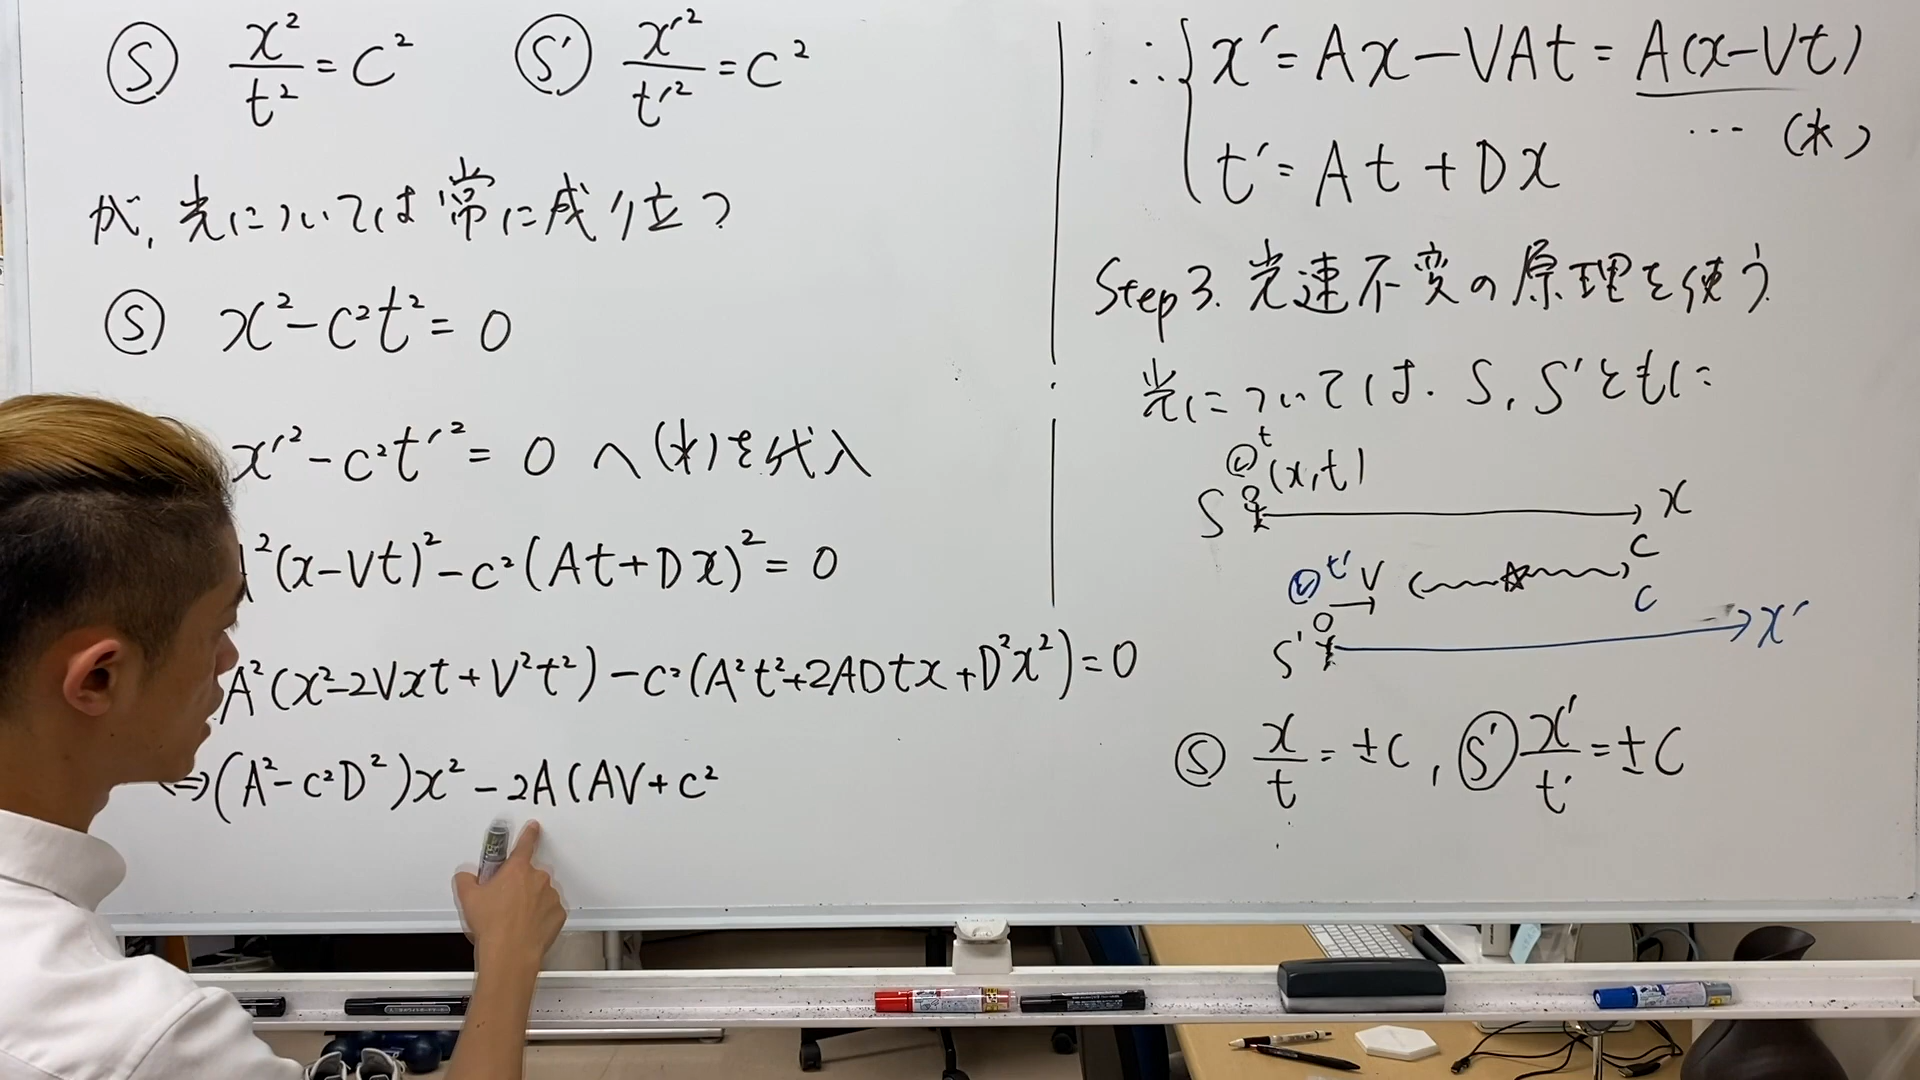 Ⓢ x²/t² = C²  Ⓢ' x'²/t'² = C²
が, 光については常に成り立つ
Ⓢ x² - c²t² = 0
x'² - c²t'² = 0 へ(*)を代入
A²(x-Vt)² - c²(At+Dx)² = 0
A²(x²-2Vxt+V²t²) - c²(A²t²+2ADtx+D²x²) = 0
⇔(A²-c²D²)x² - 2A(AV+c²
∴{ x' = Ax - VAt = A(x-Vt)
… (*)
t' = At + Dx
Step3. 光速不変の原理を使う
光については. S, S'ともに
t
(x,t)
S x
c
t' V
c
S' x'
Ⓢ x/t = ±C , Ⓢ' x'/t' = ±C